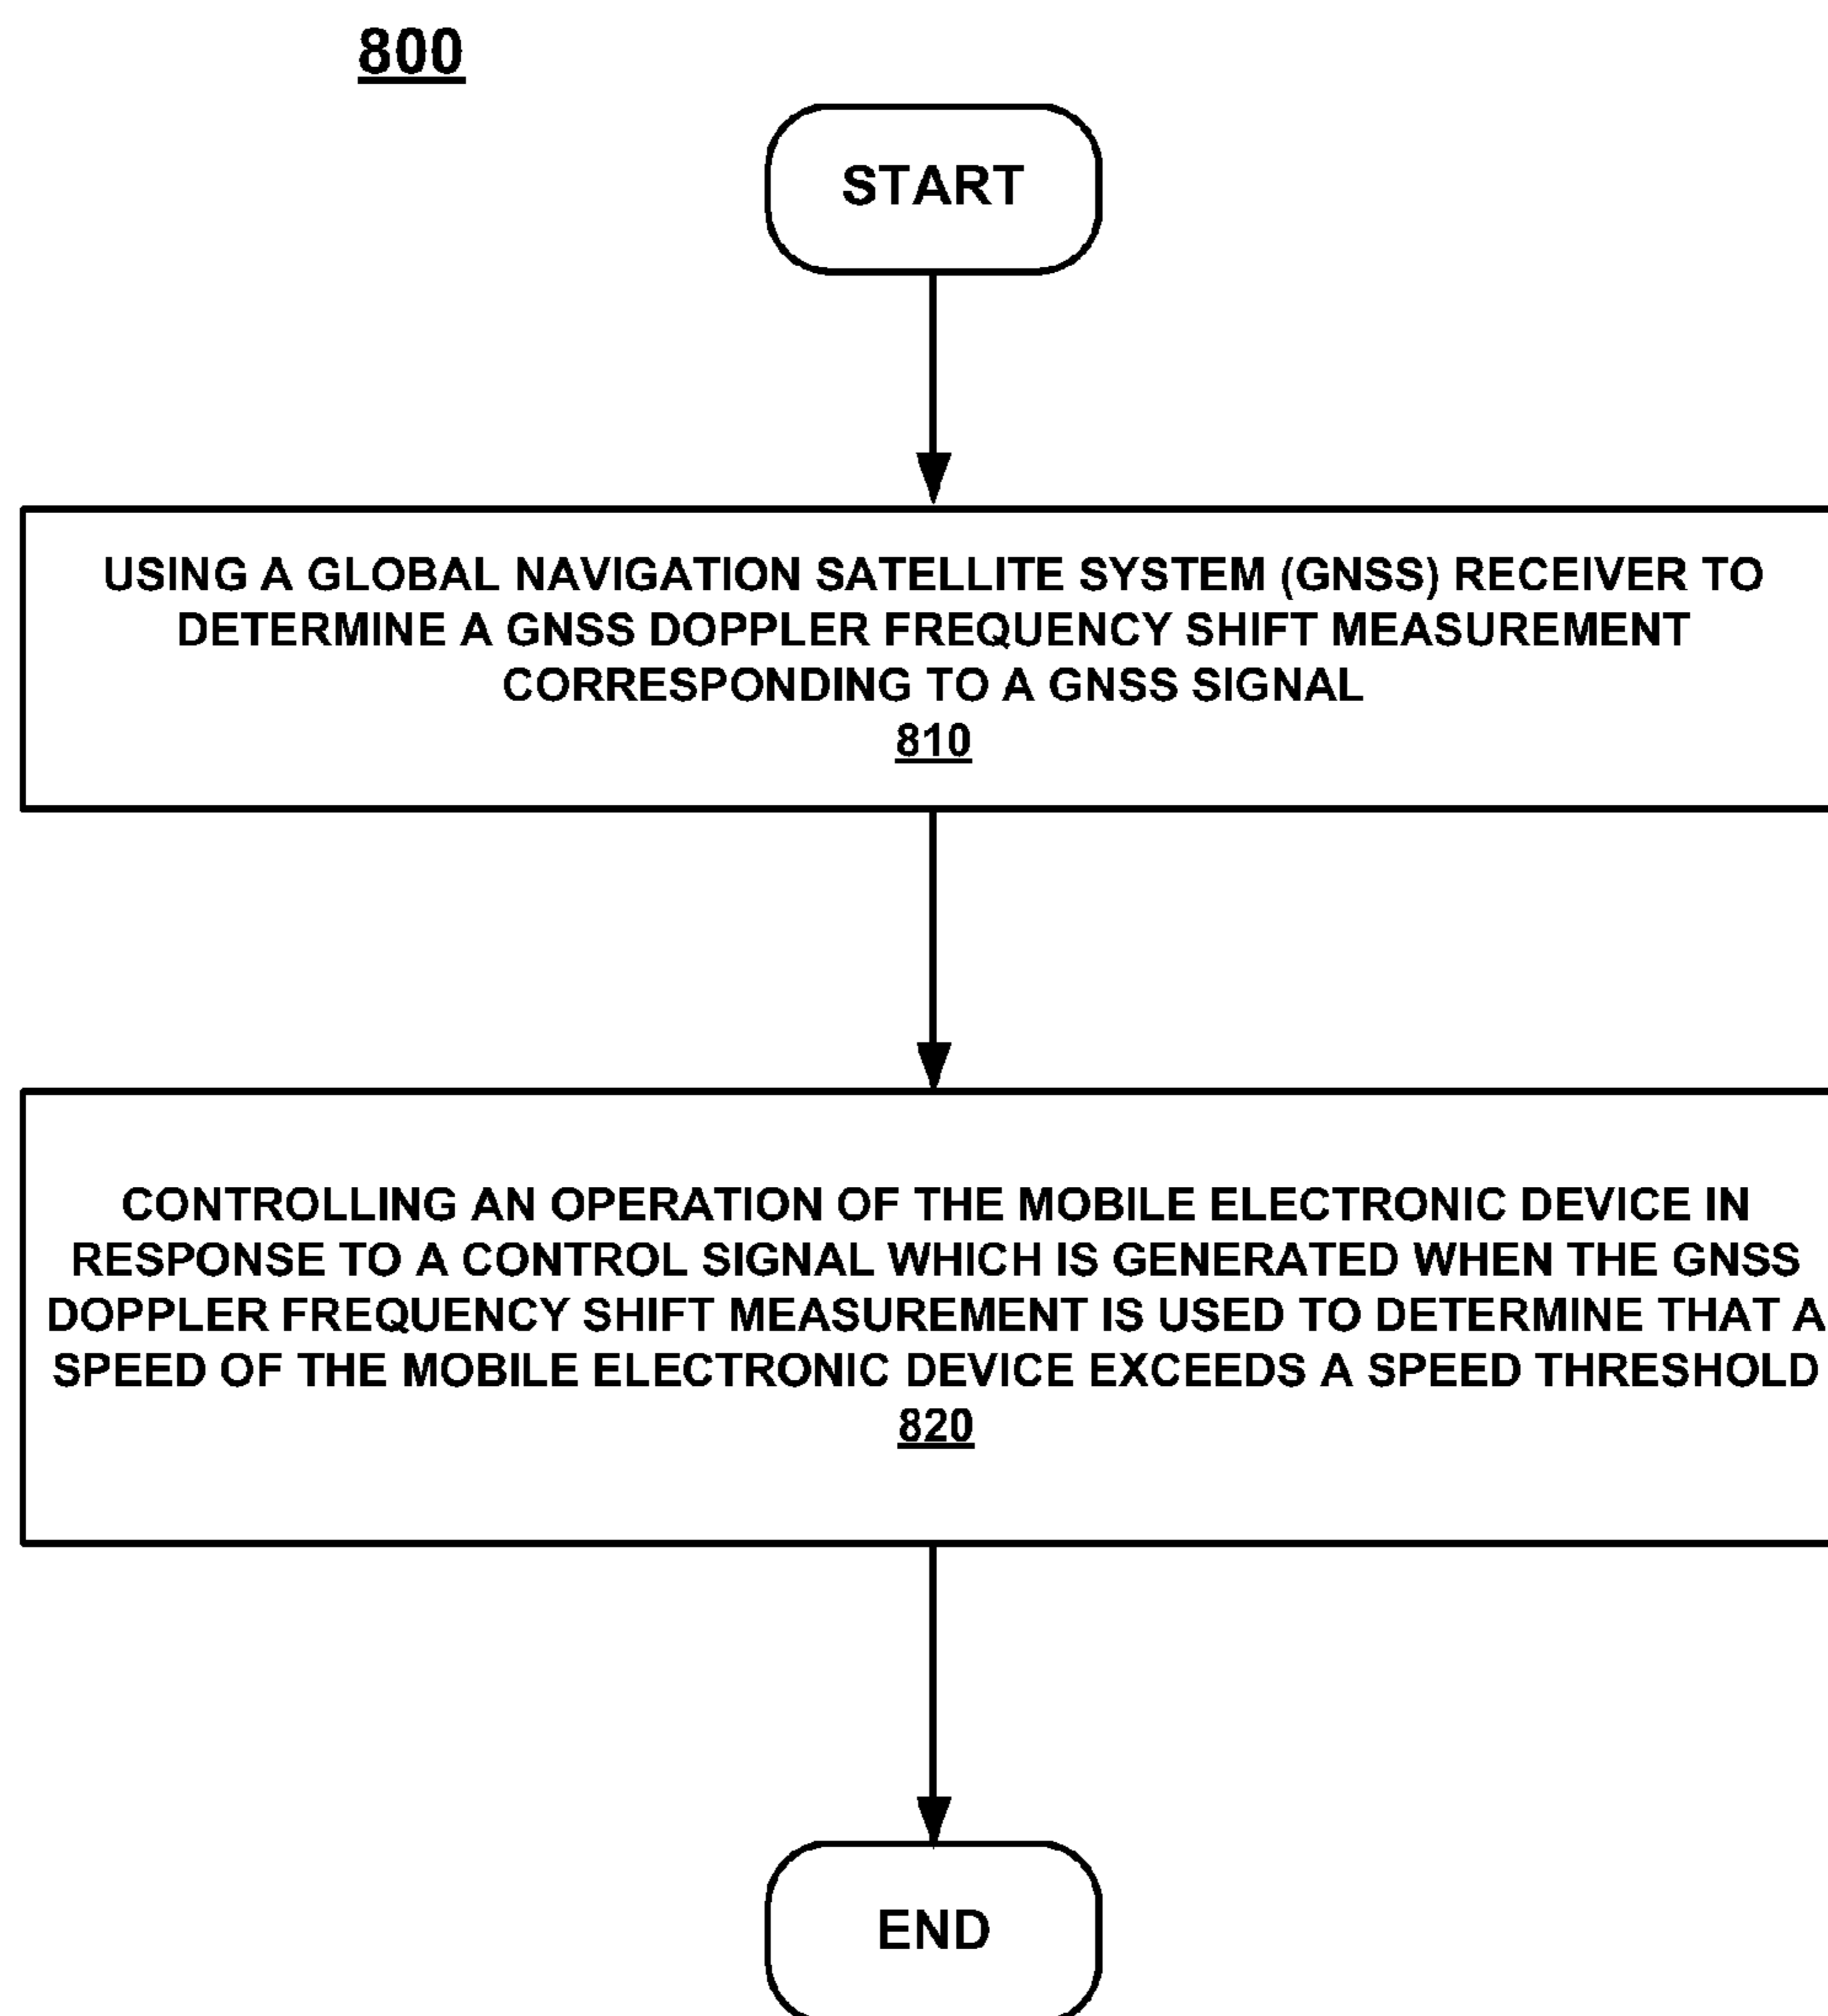 800
START
USING A GLOBAL NAVIGATION SATELLITE SYSTEM (GNSS) RECEIVER TO
DETERMINE A GNSS DOPPLER FREQUENCY SHIFT MEASUREMENT
CORRESPONDING TO A GNSS SIGNAL
810
CONTROLLING AN OPERATION OF THE MOBILE ELECTRONIC DEVICE IN
RESPONSE TO A CONTROL SIGNAL WHICH IS GENERATED WHEN THE GNSS
DOPPLER FREQUENCY SHIFT MEASUREMENT IS USED TO DETERMINE THAT A
SPEED OF THE MOBILE ELECTRONIC DEVICE EXCEEDS A SPEED THRESHOLD
820
END